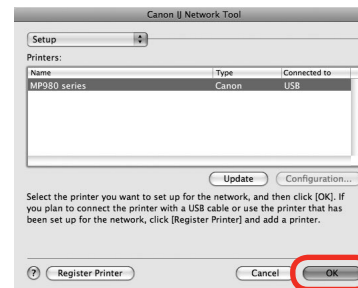 Canon IJ Network Tool
Setup
Printers:
Name Type Connected to
MP980 series Canon USB
Update Configuration...
Select the printer you want to set up for the network, and then click [OK]. If
you plan to connect the printer with a USB cable or use the printer that has
been set up for the network, click [Register Printer] and add a printer.
? Register Printer Cancel OK